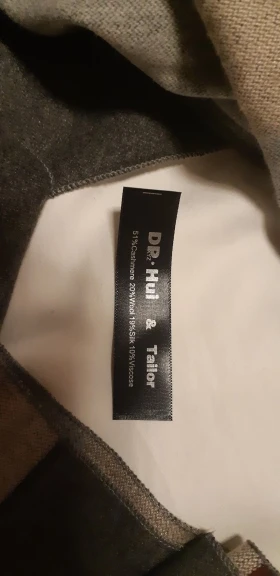 DR·Hui & Tailor
51%Cashmere 20%Wool 19%Silk 10%Viscose